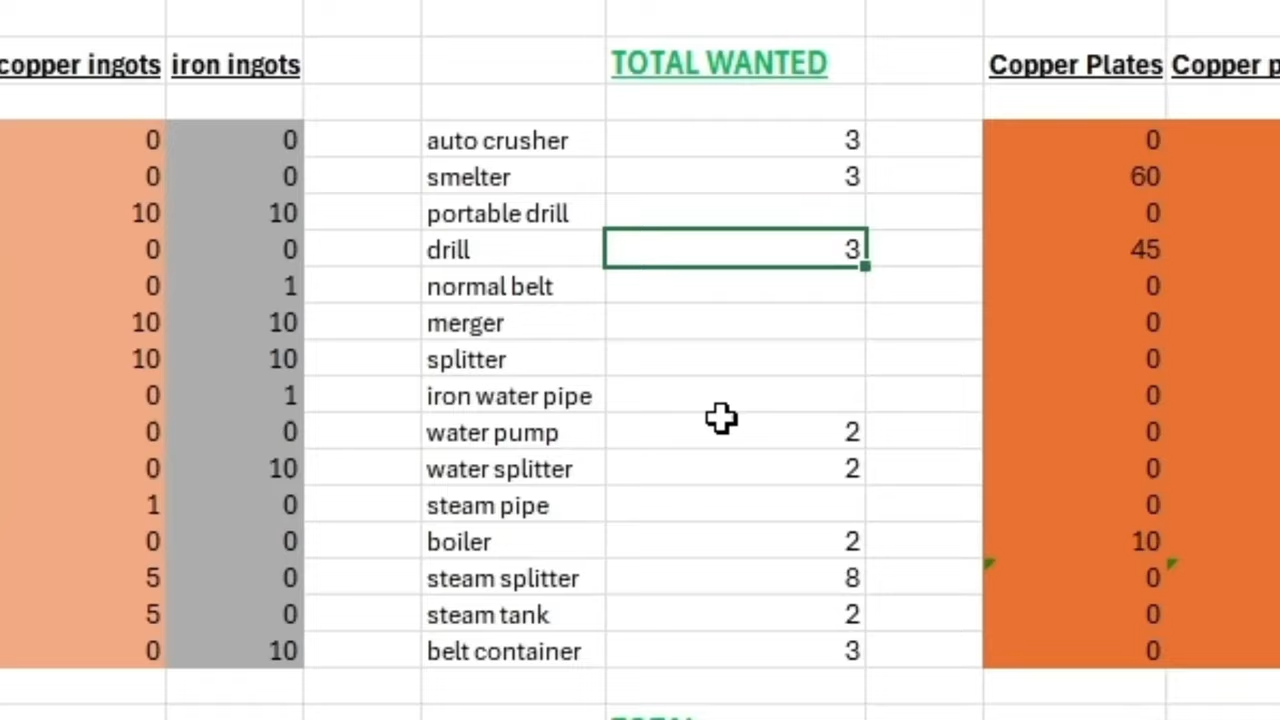 copper ingots iron ingots TOTAL WANTED Copper Plates Copper p
0 0 auto crusher 3 0
0 0 smelter 3 60
10 10 portable drill 0
0 0 drill 3 45
0 1 normal belt 0
10 10 merger 0
10 10 splitter 0
0 1 iron water pipe 0
0 0 water pump 2 0
0 10 water splitter 2 0
1 0 steam pipe 0
0 0 boiler 2 10
5 0 steam splitter 8 0
5 0 steam tank 2 0
0 10 belt container 3 0
TOTAL